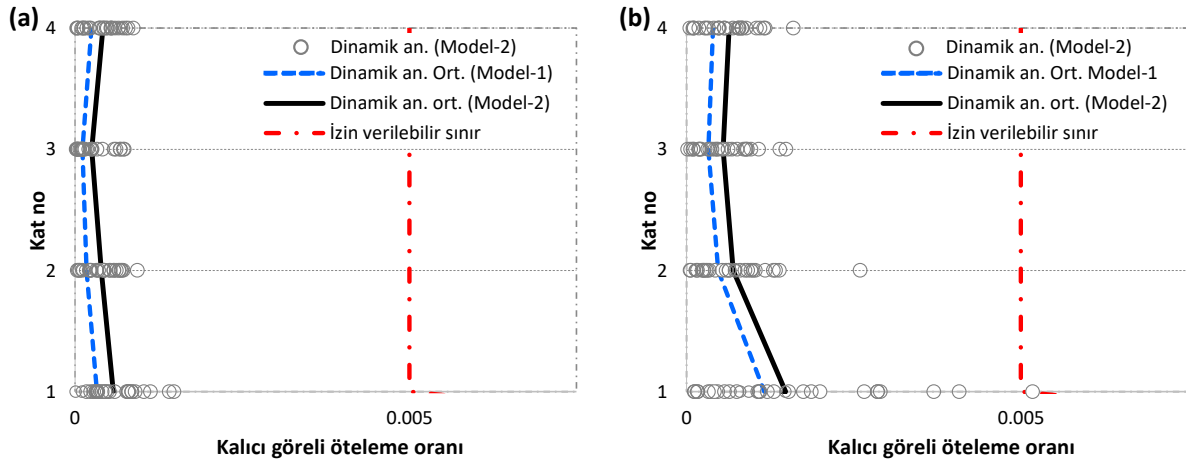 (a)
4
3
2
1
Kat no
0
0.005
Kalıcı göreli öteleme oranı
Dinamik an. (Model-2)
Dinamik an. Ort. (Model-1)
Dinamik an. ort. (Model-2)
İzin verilebilir sınır
(b)
4
3
2
1
Kat no
0
0.005
Kalıcı göreli öteleme oranı
Dinamik an. (Model-2)
Dinamik an. Ort. Model-1
Dinamik an. ort. (Model-2)
İzin verilebilir sınır